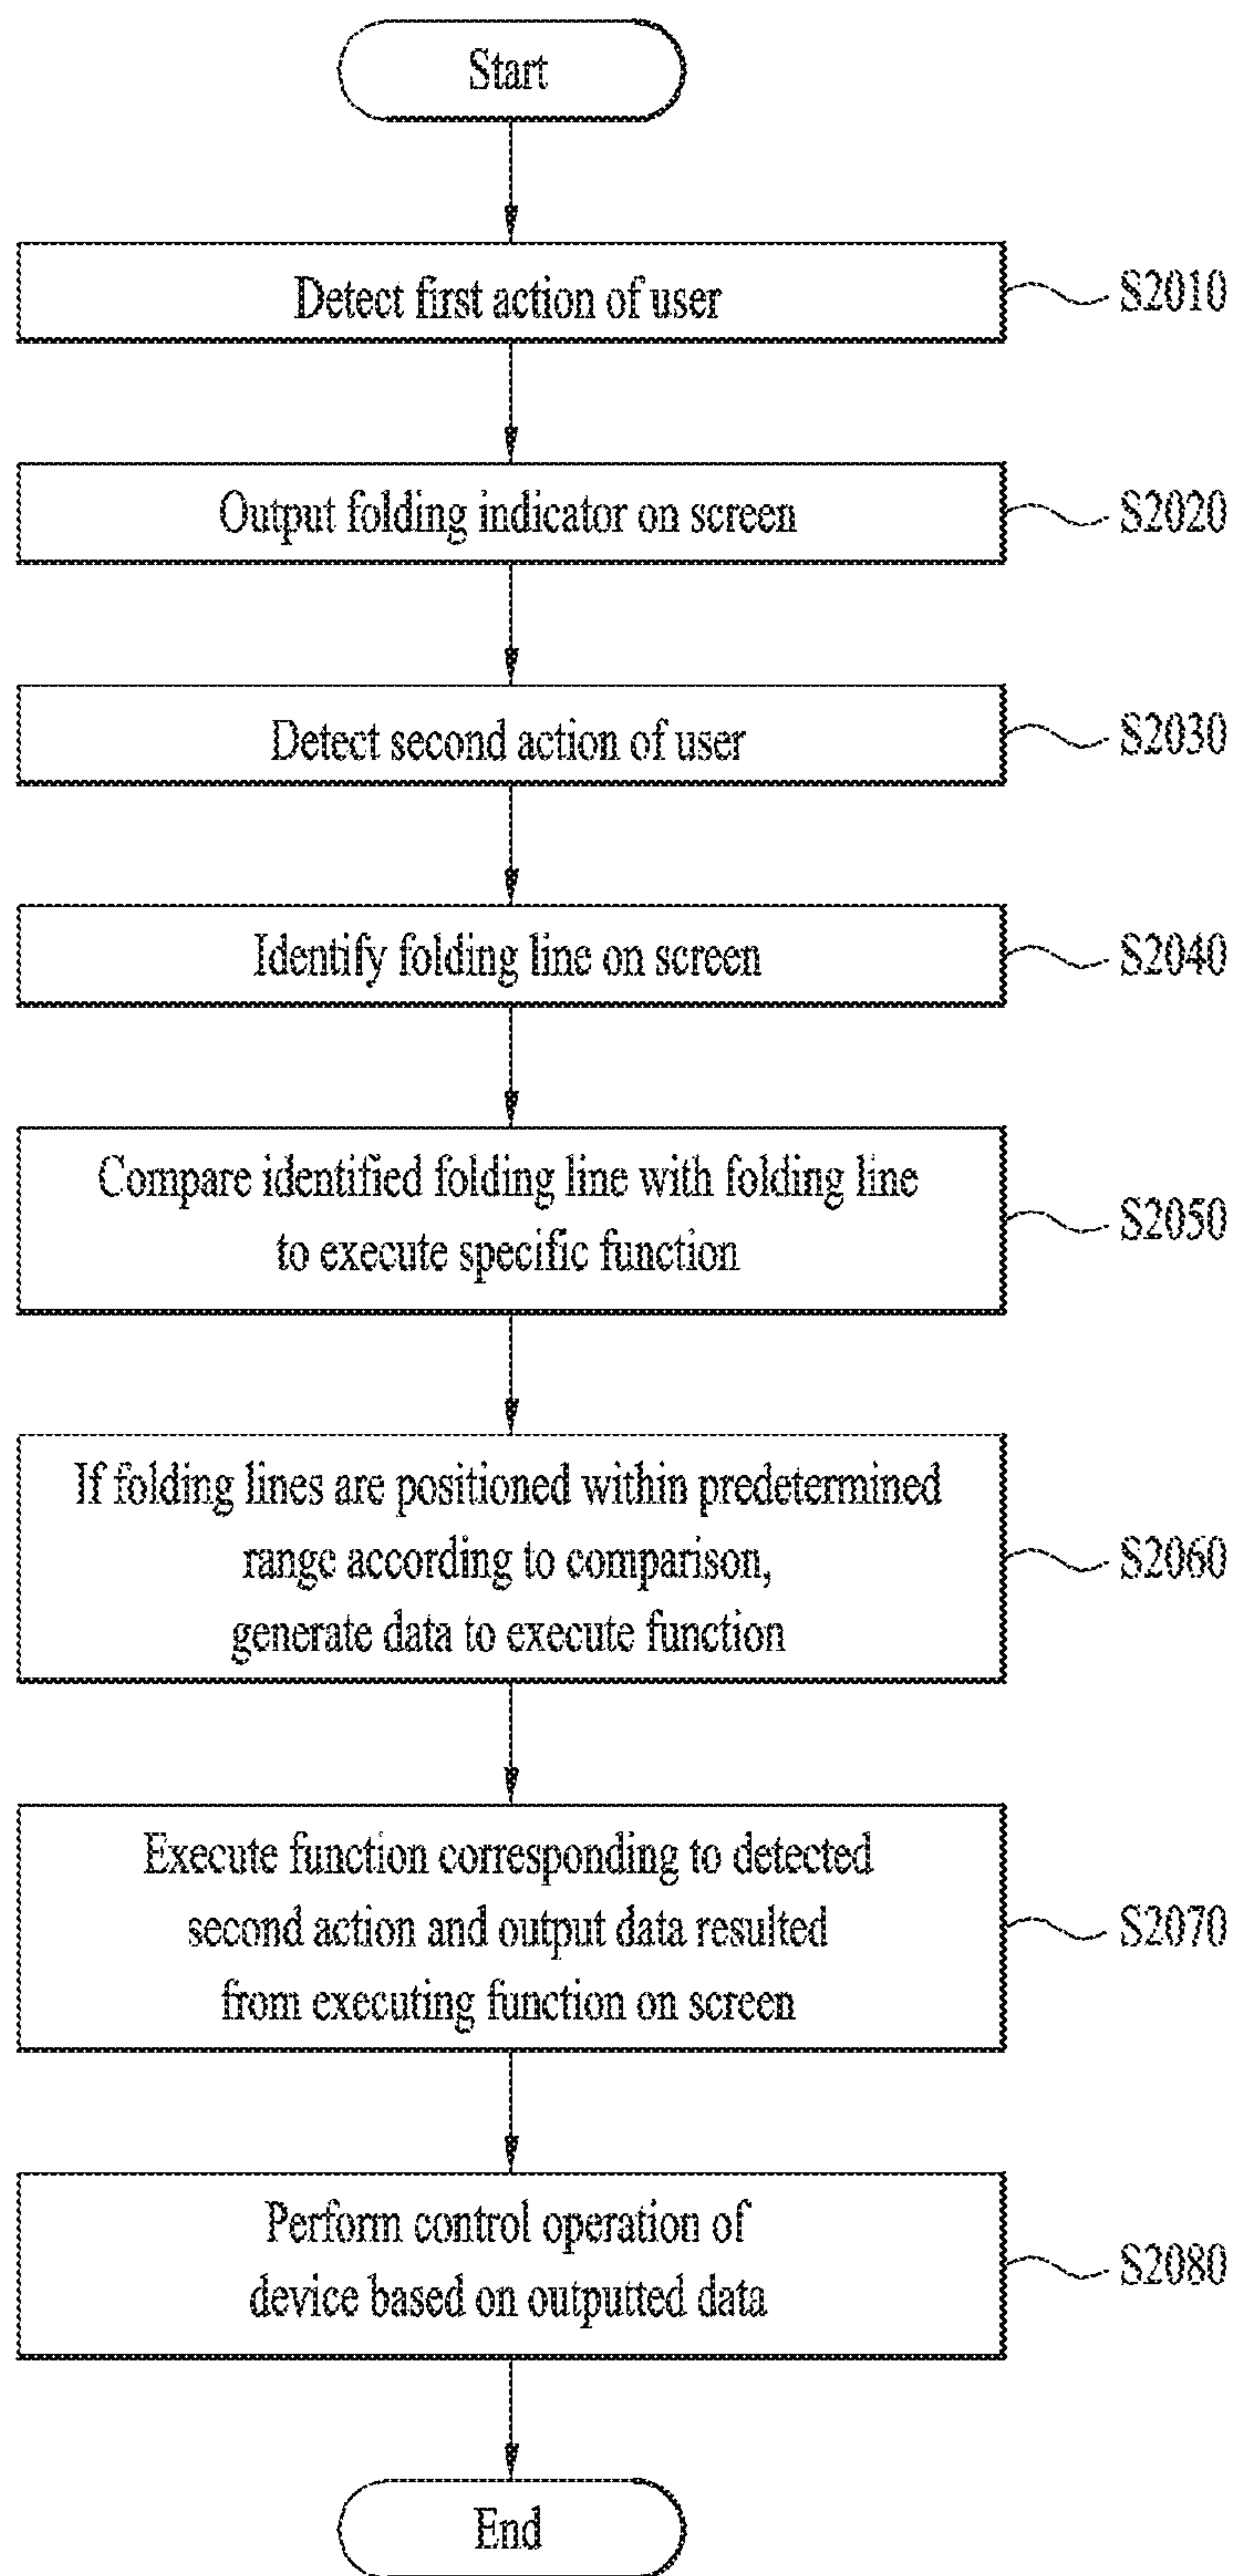 Start
Detect first action of user
S2010
Output folding indicator on screen
S2020
Detect second action of user
S2030
Identify folding line on screen
S2040
Compare identified folding line with folding line
to execute specific function
S2050
If folding lines are positioned within predetermined
range according to comparison,
generate data to execute function
S2060
Execute function corresponding to detected
second action and output data resulted
from executing function on screen
S2070
Perform control operation of
device based on outputted data
S2080
End